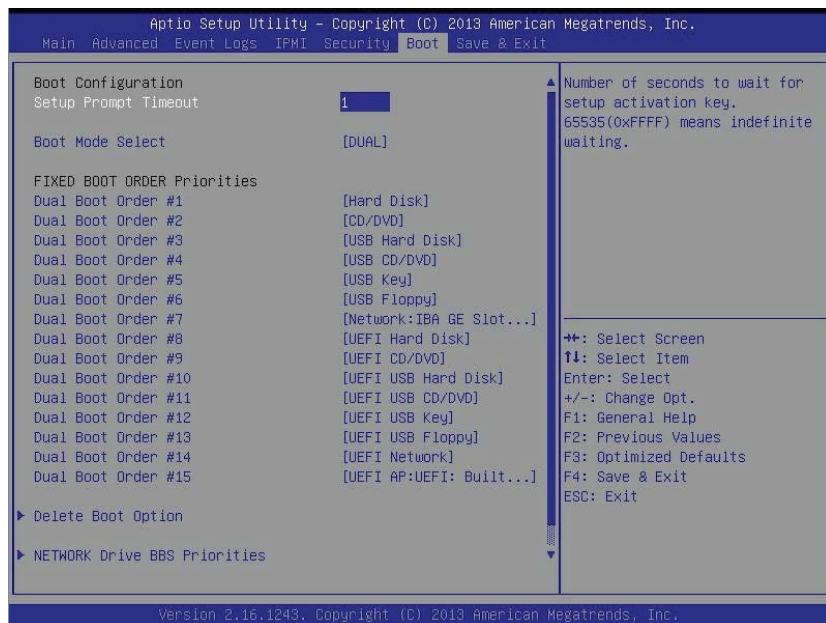 Aptio Setup Utility – Copyright (C) 2013 American Megatrends, Inc.
Main Advanced Event Logs IPMI Security Boot Save & Exit
Boot Configuration
Setup Prompt Timeout 1
Boot Mode Select [DUAL]
FIXED BOOT ORDER Priorities
Dual Boot Order #1 [Hard Disk]
Dual Boot Order #2 [CD/DVD]
Dual Boot Order #3 [USB Hard Disk]
Dual Boot Order #4 [USB CD/DVD]
Dual Boot Order #5 [USB Key]
Dual Boot Order #6 [USB Floppy]
Dual Boot Order #7 [Network:IBA GE Slot...]
Dual Boot Order #8 [UEFI Hard Disk]
Dual Boot Order #9 [UEFI CD/DVD]
Dual Boot Order #10 [UEFI USB Hard Disk]
Dual Boot Order #11 [UEFI USB CD/DVD]
Dual Boot Order #12 [UEFI USB Key]
Dual Boot Order #13 [UEFI USB Floppy]
Dual Boot Order #14 [UEFI Network]
Dual Boot Order #15 [UEFI AP:UEFI: Built...]
Delete Boot Option
NETWORK Drive BBS Priorities
Number of seconds to wait for
setup activation key.
65535(0xFFFF) means indefinite
waiting.
→←: Select Screen
↑↓: Select Item
Enter: Select
+/-: Change Opt.
F1: General Help
F2: Previous Values
F3: Optimized Defaults
F4: Save & Exit
ESC: Exit
Version 2.16.1243. Copyright (C) 2013 American Megatrends, Inc.